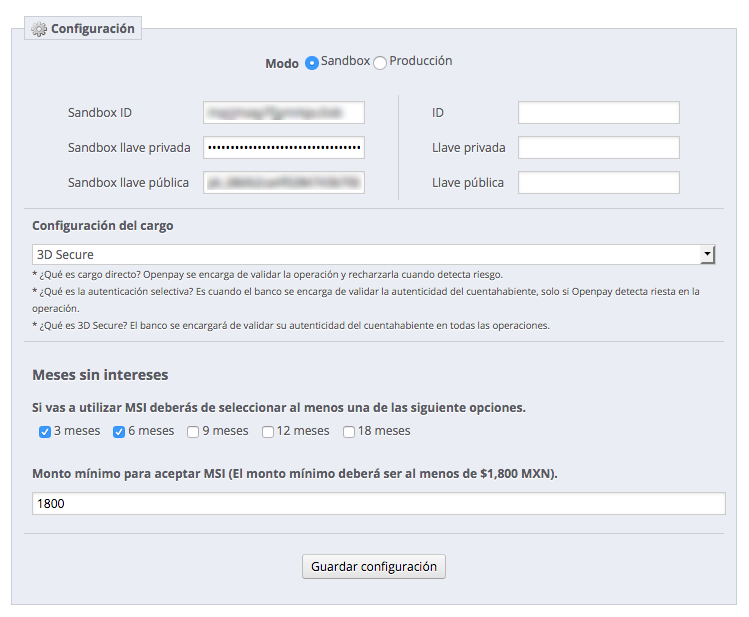 Configuración
Modo Sandbox Producción
Sandbox ID
ID
Sandbox llave privada
Llave privada
Sandbox llave pública
Llave pública
Configuración del cargo
3D Secure
* ¿Qué es cargo directo? Openpay se encarga de validar la operación y rechazarla cuando detecta riesgo.
* ¿Qué es la autenticación selectiva? Es cuando el banco se encarga de validar la autenticidad del cuentahabiente, solo si Openpay detecta riesta en la
operación.
* ¿Qué es 3D Secure? El banco se encargará de validar su autenticidad del cuentahabiente en todas las operaciones.
Meses sin intereses
Si vas a utilizar MSI deberás de seleccionar al menos una de las siguiente opciones.
3 meses 6 meses 9 meses 12 meses 18 meses
Monto mínimo para aceptar MSI (El monto mínimo deberá ser al menos de $1,800 MXN).
1800
Guardar configuración